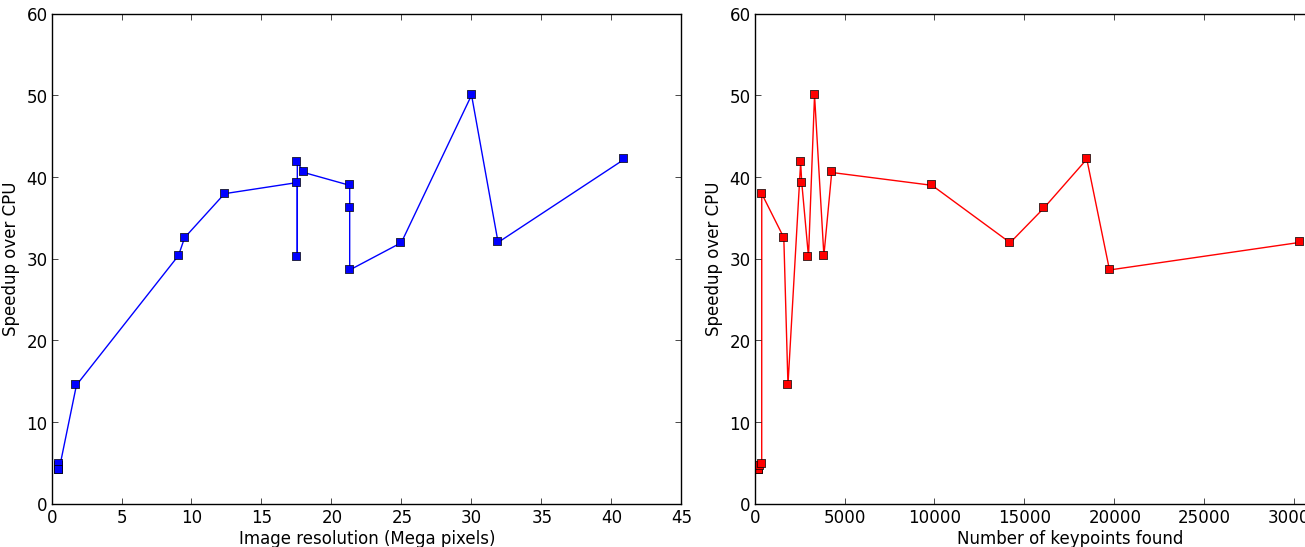 60
50
40
30
20
10
0
Speedup over CPU
0 5 10 15 20 25 30 35 40 45
Image resolution (Mega pixels)
60
50
40
30
20
10
0
Speedup over CPU
0 5000 10000 15000 20000 25000 3000
Number of keypoints found